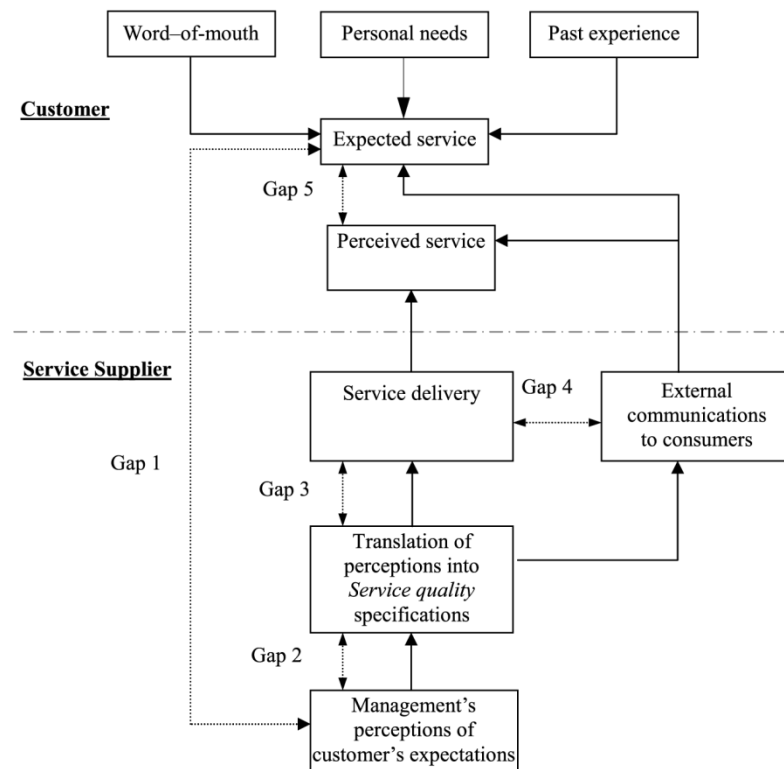 Word–of-mouth
Personal needs
Past experience
Customer
Expected service
Gap 5
Perceived service
Service Supplier
Service delivery
Gap 4
External
communications
to consumers
Gap 1
Gap 3
Translation of
perceptions into
Service quality
specifications
Gap 2
Management’s
perceptions of
customer’s expectations